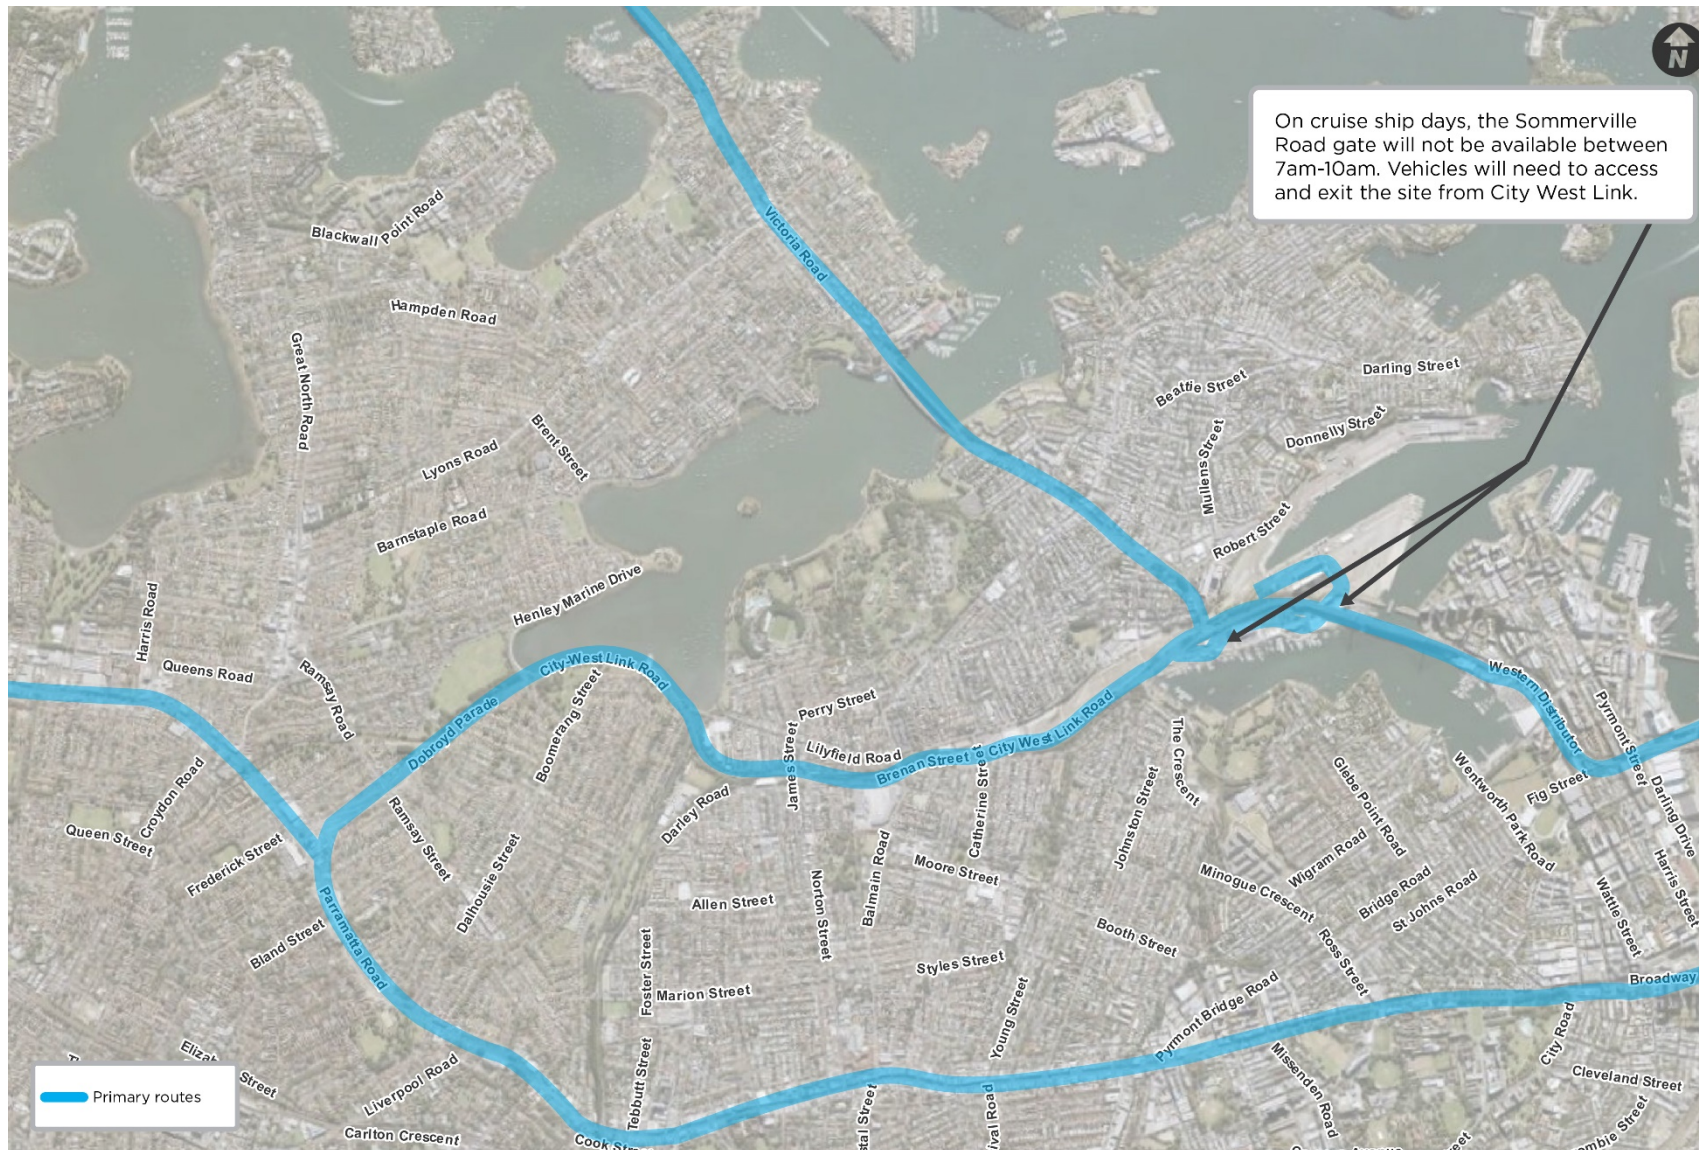 N
On cruise ship days, the Sommerville
Road gate will not be available between
7am-10am. Vehicles will need to access
and exit the site from City West Link.
Blackwall Point Road
Victoria Road
Hampden Road
Great North Road
Darling Street
Beattie Street
Donnelly Street
Brent Street
Lyons Road
Mullens Street
Barnstaple Road
Robert Street
Henley Marine Drive
Harris Road
Queens Road
Ramsay Road
City-West Link Road
Western Distributor
Boomerang Street
Perry Street
Dobroyd Parade
Pyrmont Street
James Street
Lilyfield Road
City West Link Road
Brenan Street
Catherine Street
The Crescent
Croydon Road
Darley Road
Johnston Street
Glebe Point Road
Wentworth Park Road
Fig Street
Darling Drive
Queen Street
Frederick Street
Ramsay Street
Dalhousie Street
Balmain Road
Moore Street
Wigram Road
Minogue Crescent
Bridge Road
St Johns Road
Harris Street
Wattle Street
Allen Street
Norton Street
Parramatta Road
Bland Street
Booth Street
Ross Street
Styles Street
Foster Street
Marion Street
Young Street
Pyrmont Bridge Road
Broadway
City Road
Street
Liverpool Road
Tebbutt Street
Missenden Road
Cleveland Street
Primary routes
Carlton Crescent
Cook
Street
Road
Street